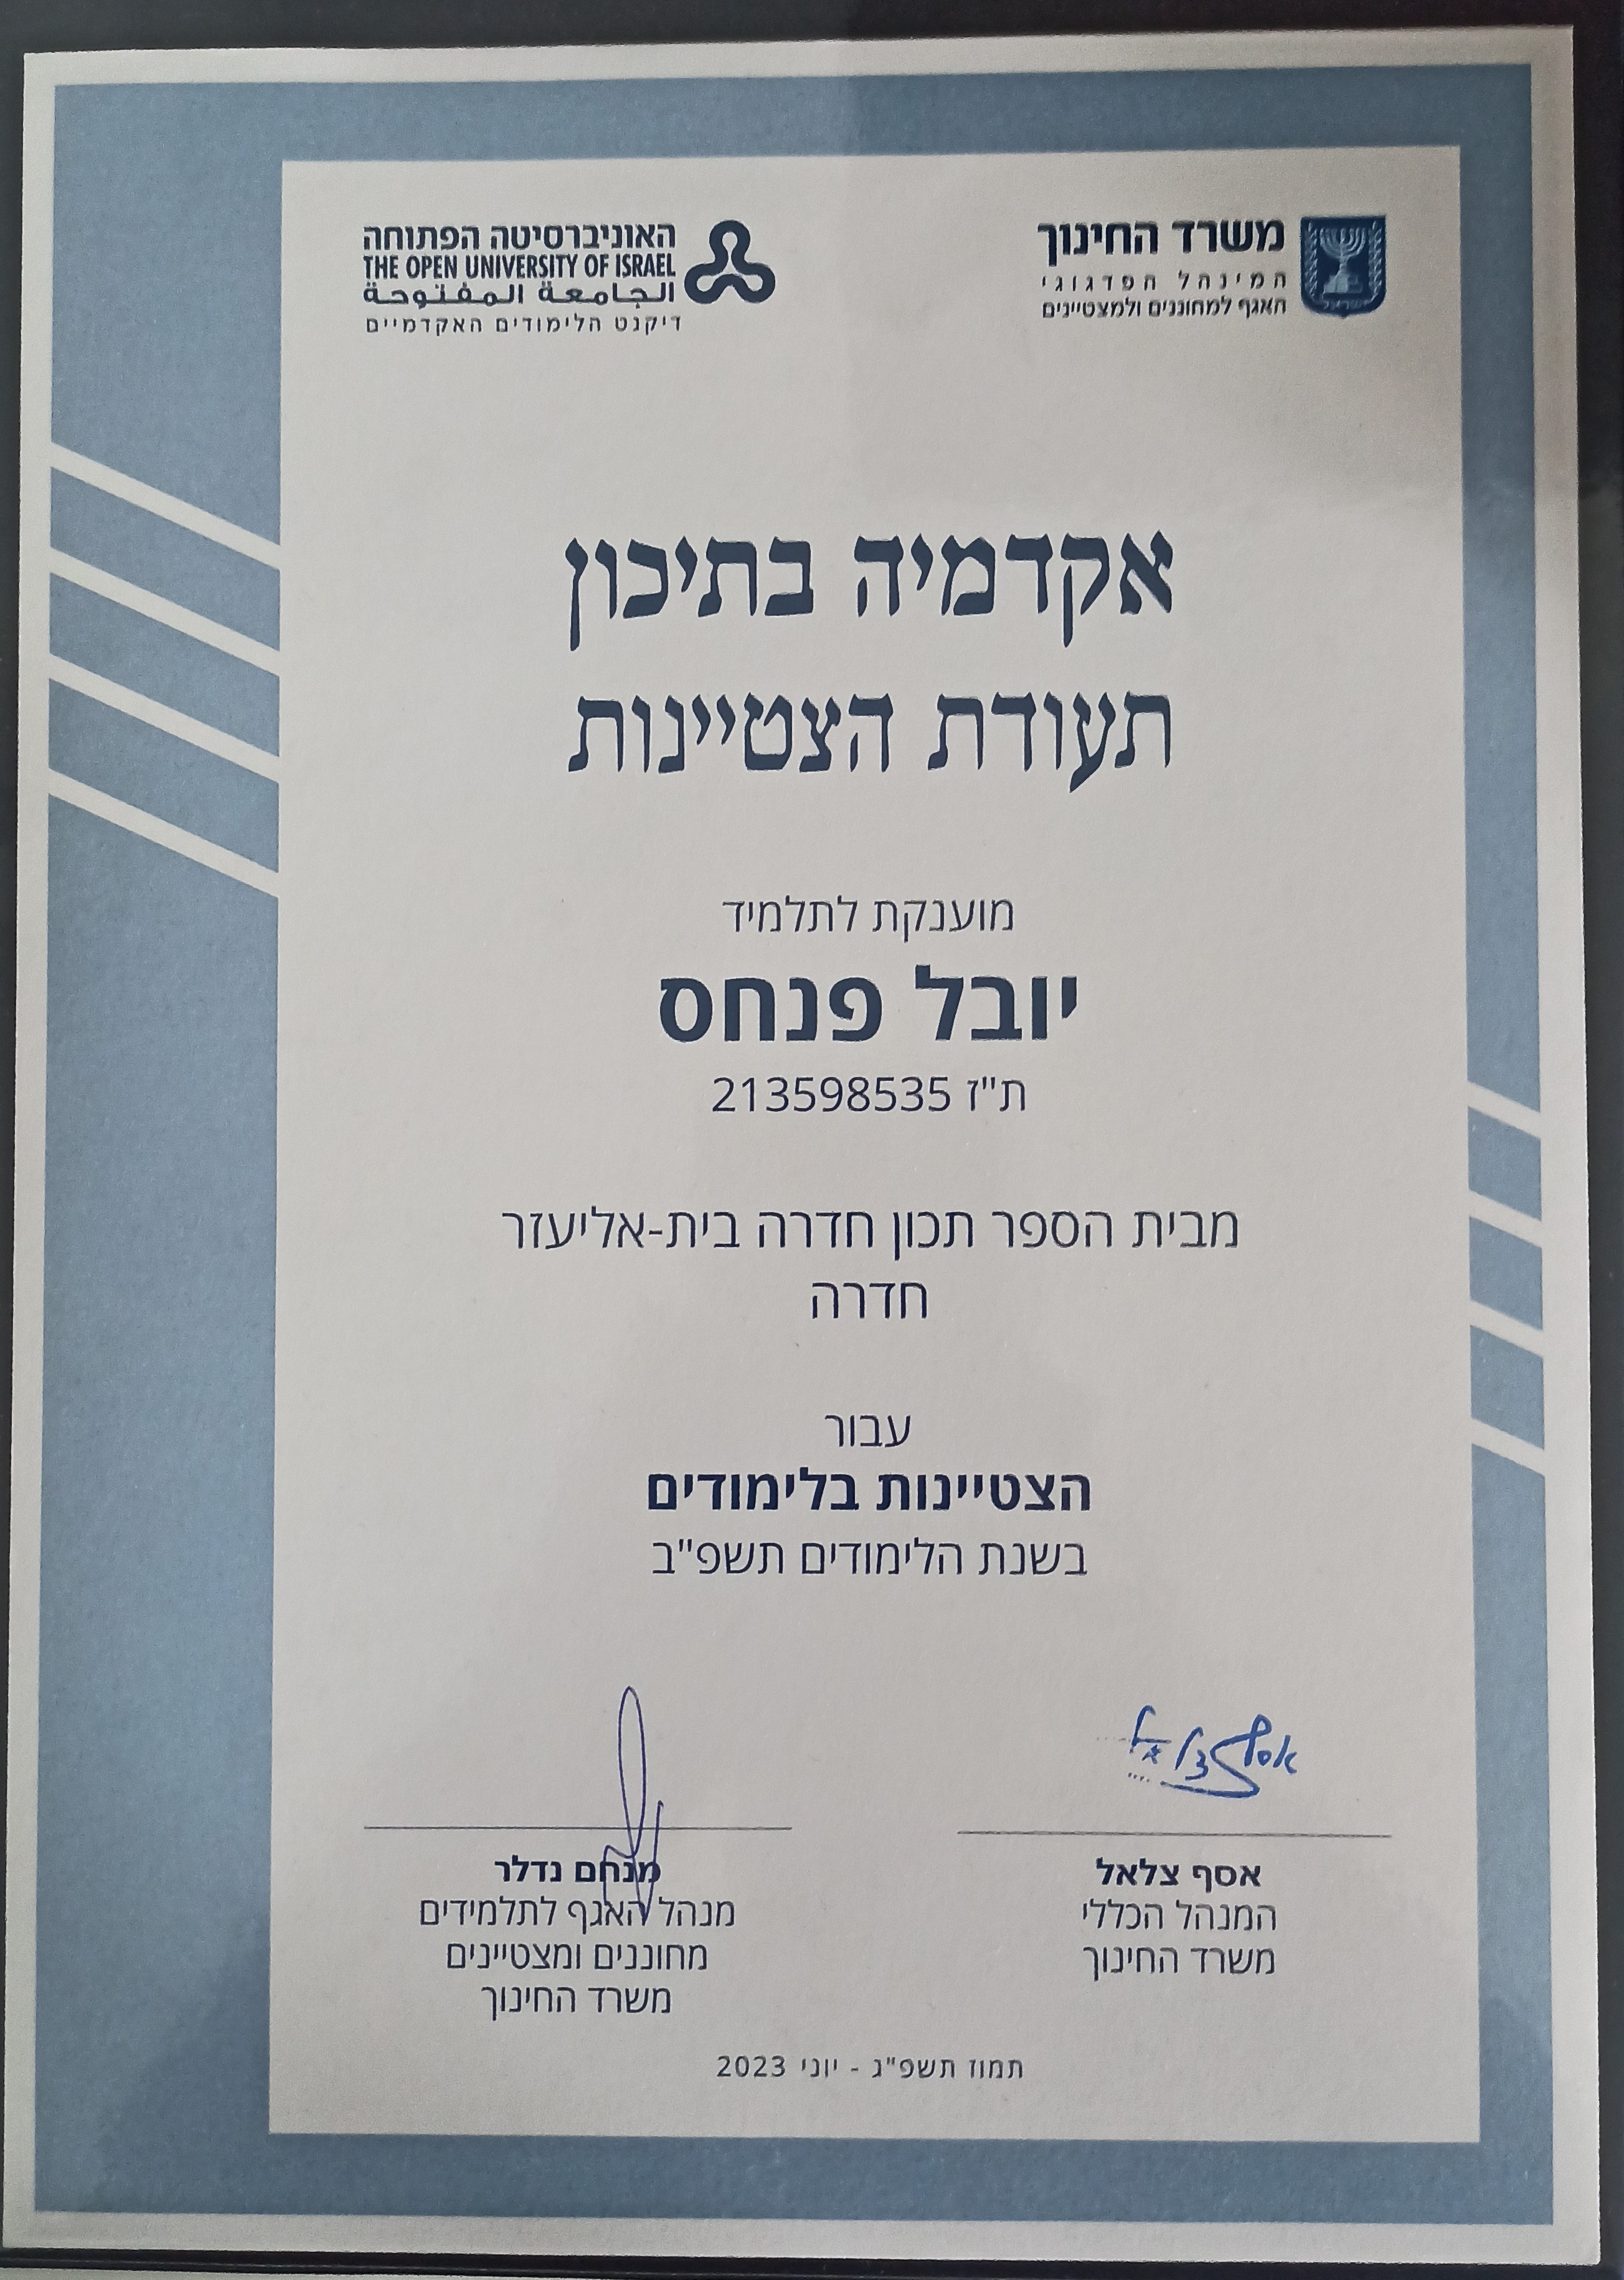 משרד החינוך
המינהל הפדגוגי
האגף למחוננים ולמצטיינים
האוניברסיטה הפתוחה
THE OPEN UNIVERSITY OF ISRAEL
الجامعة المفتوحة
דיקנט הלימודים האקדמיים
אקדמיה בתיכון
תעודת הצטיינות
מוענקת לתלמיד
יובל פנחס
ת"ז 213598535
מבית הספר תכון חדרה בית-אליעזר
חדרה
עבור
הצטיינות בלימודים
בשנת הלימודים תשפ"ב
אסף צלאל
אסף צלאל
המנהל הכללי
משרד החינוך
מנחם נדלר
מנהל האגף לתלמידים
מחוננים ומצטיינים
משרד החינוך
תמוז תשפ"ג - יוני 2023